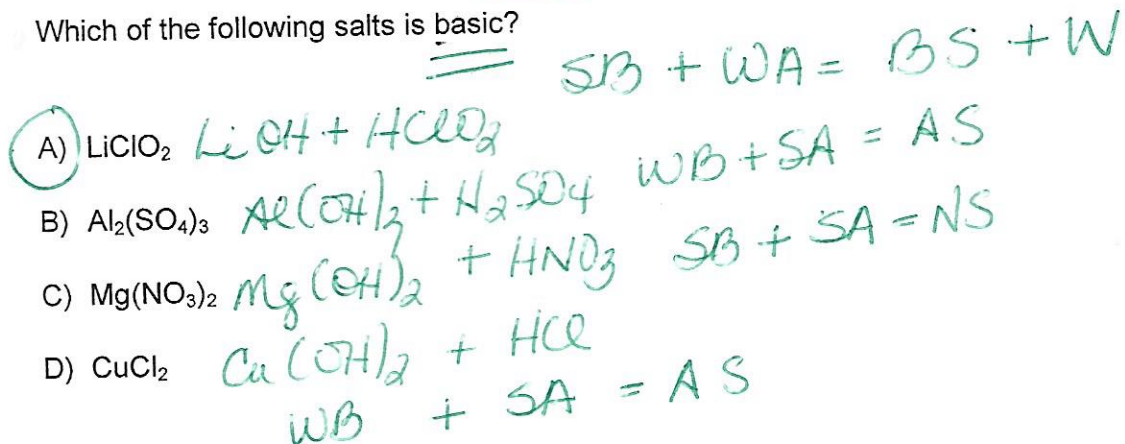 Which of the following salts is basic?
SB + WA = BS + W
A) LiClO₂ LiOH + HClO₂
WB + SA = AS
B) Al₂(SO₄)₃ Al(OH)₃ + H₂SO₄
SB + SA = NS
C) Mg(NO₃)₂ Mg(OH)₂ + HNO₃
D) CuCl₂ Cu(OH)₂ + HCl
WB + SA = AS